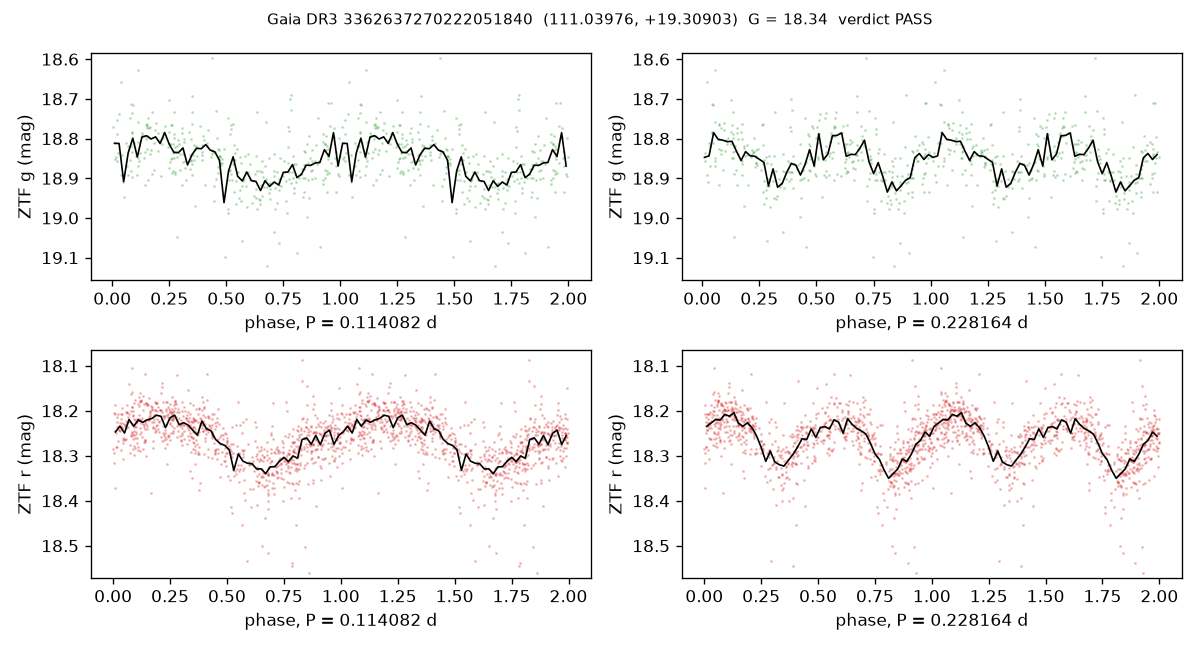 Gaia DR3 3362637270222051840  (111.03976, +19.30903)  G = 18.34  verdict PASS
ZTF g (mag)
18.6
18.7
18.8
18.9
19.0
19.1
0.00 0.25 0.50 0.75 1.00 1.25 1.50 1.75 2.00
phase, P = 0.114082 d
ZTF g (mag)
18.6
18.7
18.8
18.9
19.0
19.1
0.00 0.25 0.50 0.75 1.00 1.25 1.50 1.75 2.00
phase, P = 0.228164 d
ZTF r (mag)
18.1
18.2
18.3
18.4
18.5
0.00 0.25 0.50 0.75 1.00 1.25 1.50 1.75 2.00
phase, P = 0.114082 d
ZTF r (mag)
18.1
18.2
18.3
18.4
18.5
0.00 0.25 0.50 0.75 1.00 1.25 1.50 1.75 2.00
phase, P = 0.228164 d